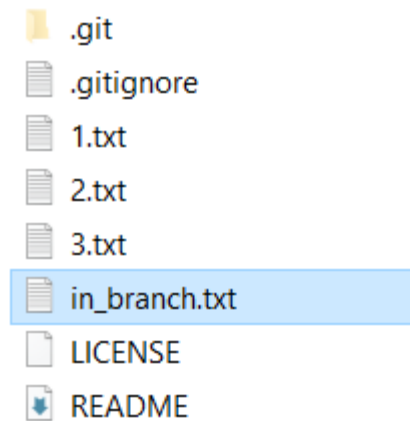 .git
.gitignore
1.txt
2.txt
3.txt
in_branch.txt
LICENSE
README